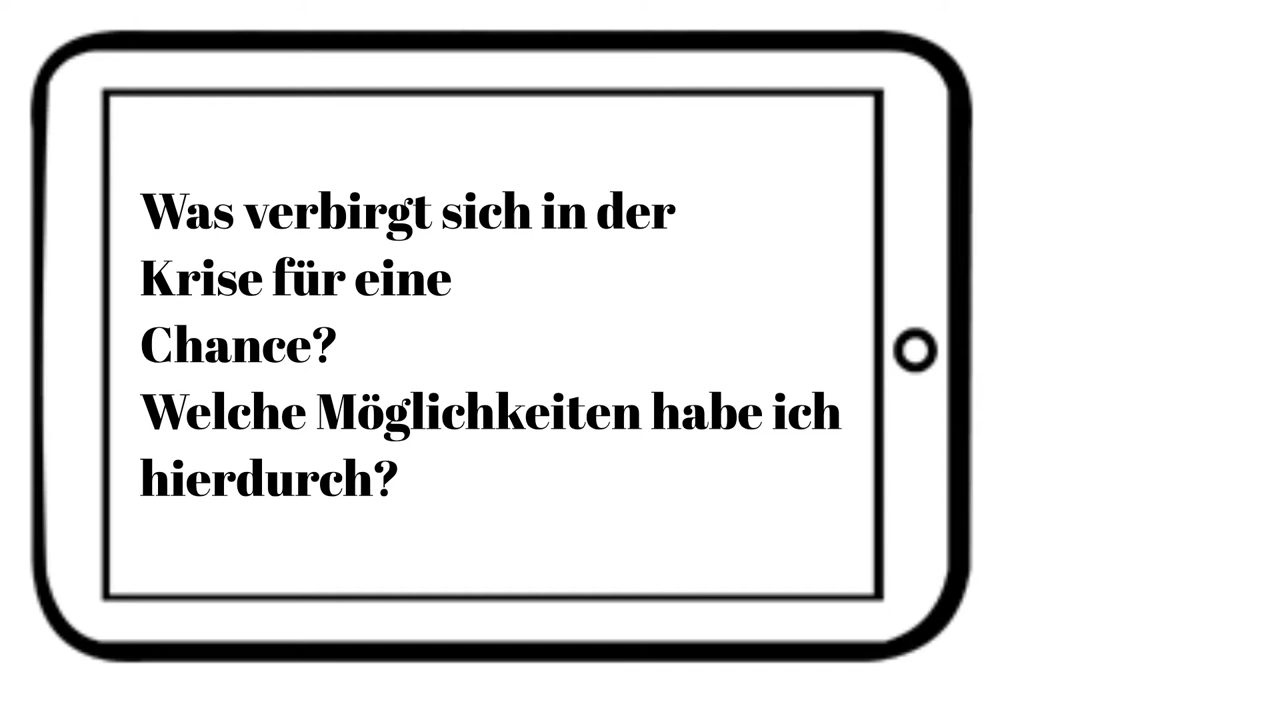 Was verbirgt sich in der
Krise für eine
Chance?
Welche Möglichkeiten habe ich
hierdurch?